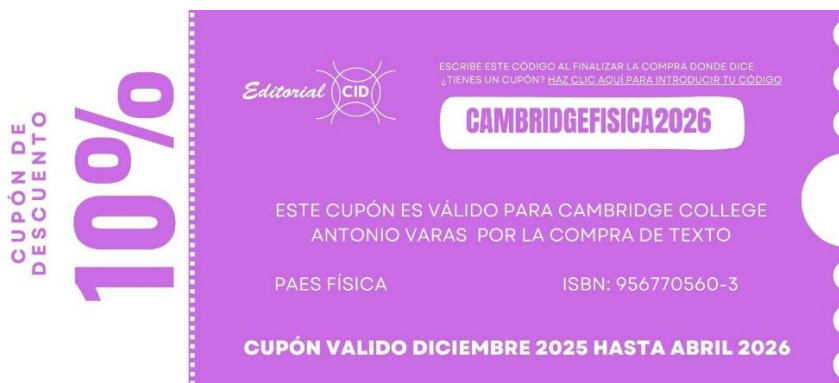 CUPÓN DE
DESCUENTO
10%
Editorial CID
ESCRIBE ESTE CÓDIGO AL FINALIZAR LA COMPRA DONDE DICE
¿TIENES UN CUPÓN? HAZ CLIC AQUÍ PARA INTRODUCIR TU CÓDIGO
CAMBRIDGEFISICA2026
ESTE CUPÓN ES VÁLIDO PARA CAMBRIDGE COLLEGE
ANTONIO VARAS POR LA COMPRA DE TEXTO
PAES FÍSICA ISBN: 956770560-3
CUPÓN VALIDO DICIEMBRE 2025 HASTA ABRIL 2026